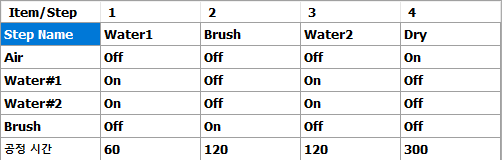 Item/Step 1 2 3 4
Step Name Water1 Brush Water2 Dry
Air Off Off Off On
Water#1 On Off On Off
Water#2 On Off On Off
Brush Off On Off Off
공정 시간 60 120 120 300